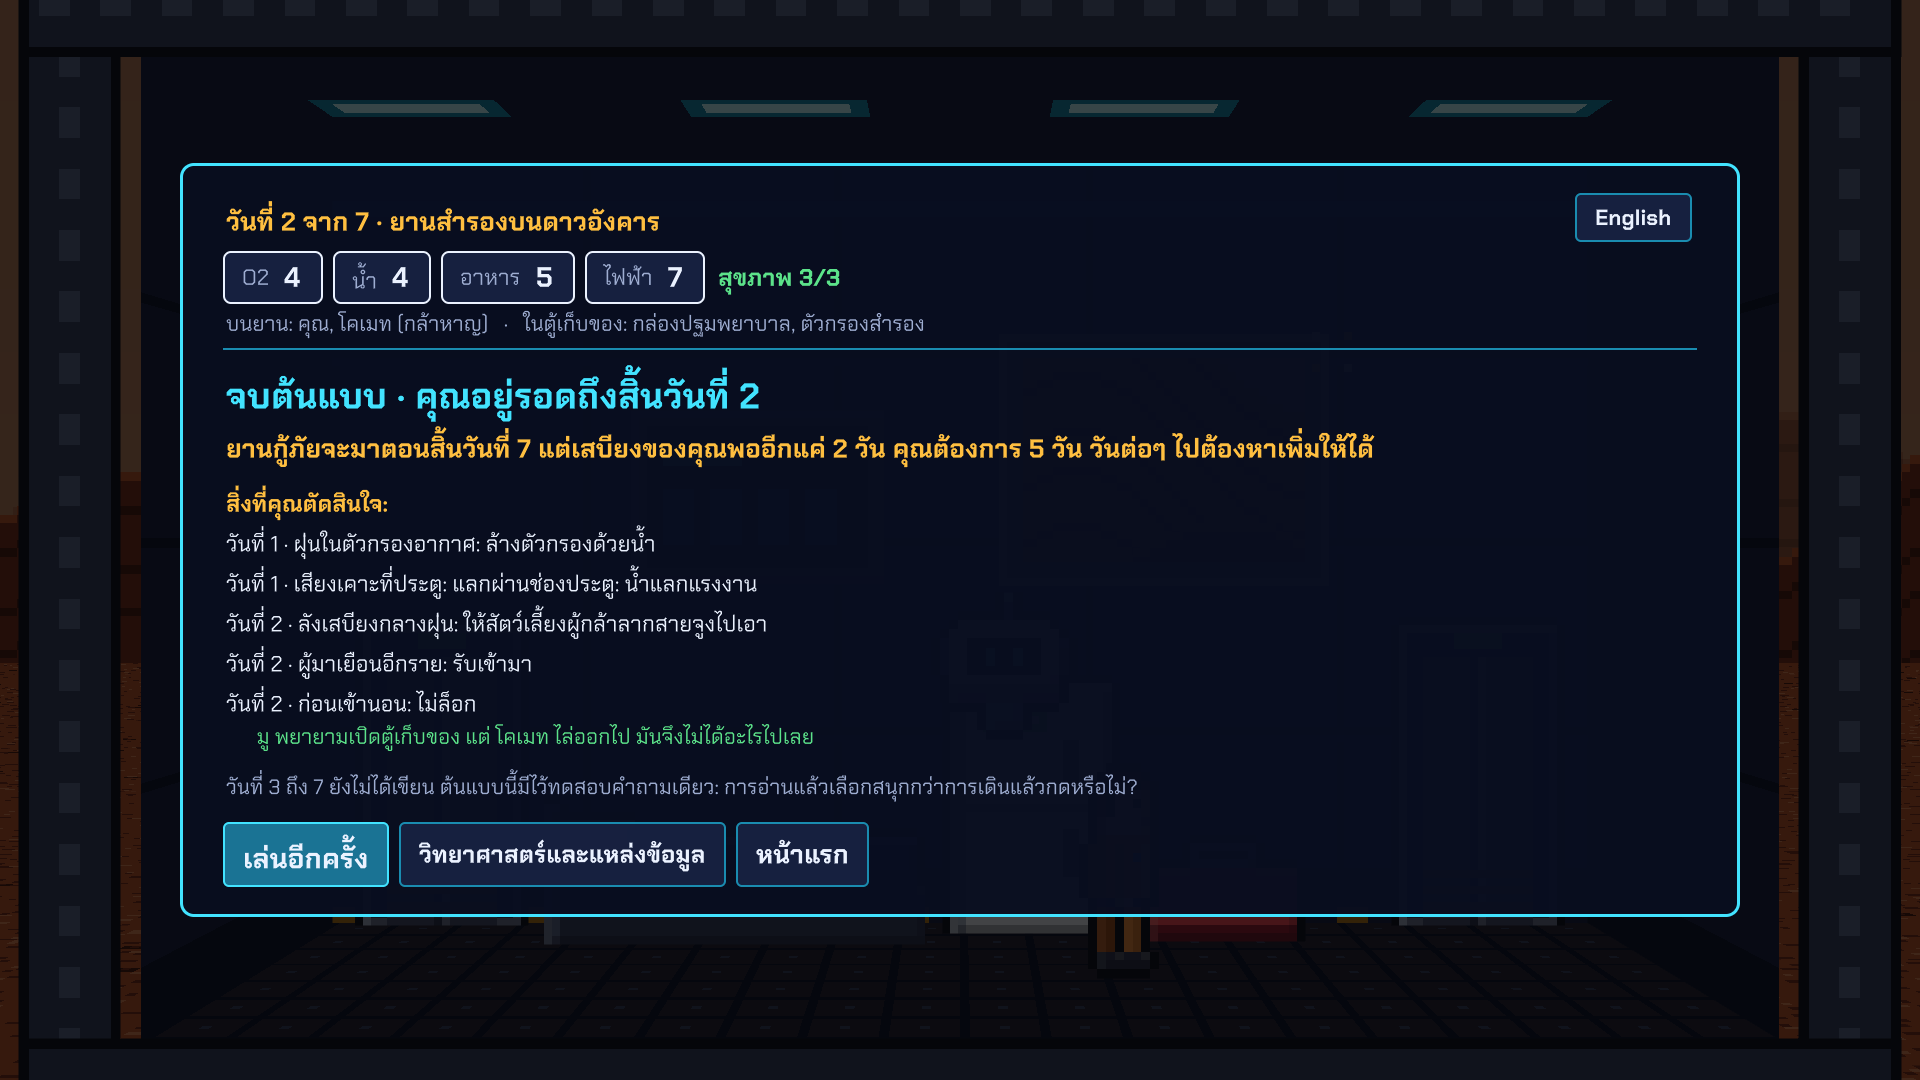 วันที่ 2 จาก 7 · ยานสำรองบนดาวอังคาร
English
O2 4 น้ำ 4 อาหาร 5 ไฟฟ้า 7 สุขภาพ 3/3
บนยาน: คุณ, โคเมท (กล้าหาญ) · ในตู้เก็บของ: กล่องปฐมพยาบาล, ตัวกรองสำรอง
จบต้นแบบ · คุณอยู่รอดถึงสิ้นวันที่ 2
ยานกู้ภัยจะมาตอนสิ้นวันที่ 7 แต่เสบียงของคุณพออีกแค่ 2 วัน คุณต้องการ 5 วัน วันต่อๆ ไปต้องหาเพิ่มให้ได้
สิ่งที่คุณตัดสินใจ:
วันที่ 1 · ฝุ่นในตัวกรองอากาศ: ล้างตัวกรองด้วยน้ำ
วันที่ 1 · เสียงเคาะที่ประตู: แลกผ่านช่องประตู: น้ำแลกแรงงาน
วันที่ 2 · ลังเสบียงกลางฝุ่น: ให้สัตว์เลี้ยงผู้กล้าลากสายจูงไปเอา
วันที่ 2 · ผู้มาเยือนอีกราย: รับเข้ามา
วันที่ 2 · ก่อนเข้านอน: ไม่ล็อก
มู พยายามเปิดตู้เก็บของ แต่ โคเมท ไล่ออกไป มันจึงไม่ได้อะไรไปเลย
วันที่ 3 ถึง 7 ยังไม่ได้เขียน ต้นแบบนี้มีไว้ทดสอบคำถามเดียว: การอ่านแล้วเลือกสนุกกว่าการเดินแล้วกดหรือไม่?
เล่นอีกครั้ง วิทยาศาสตร์และแหล่งข้อมูล หน้าแรก